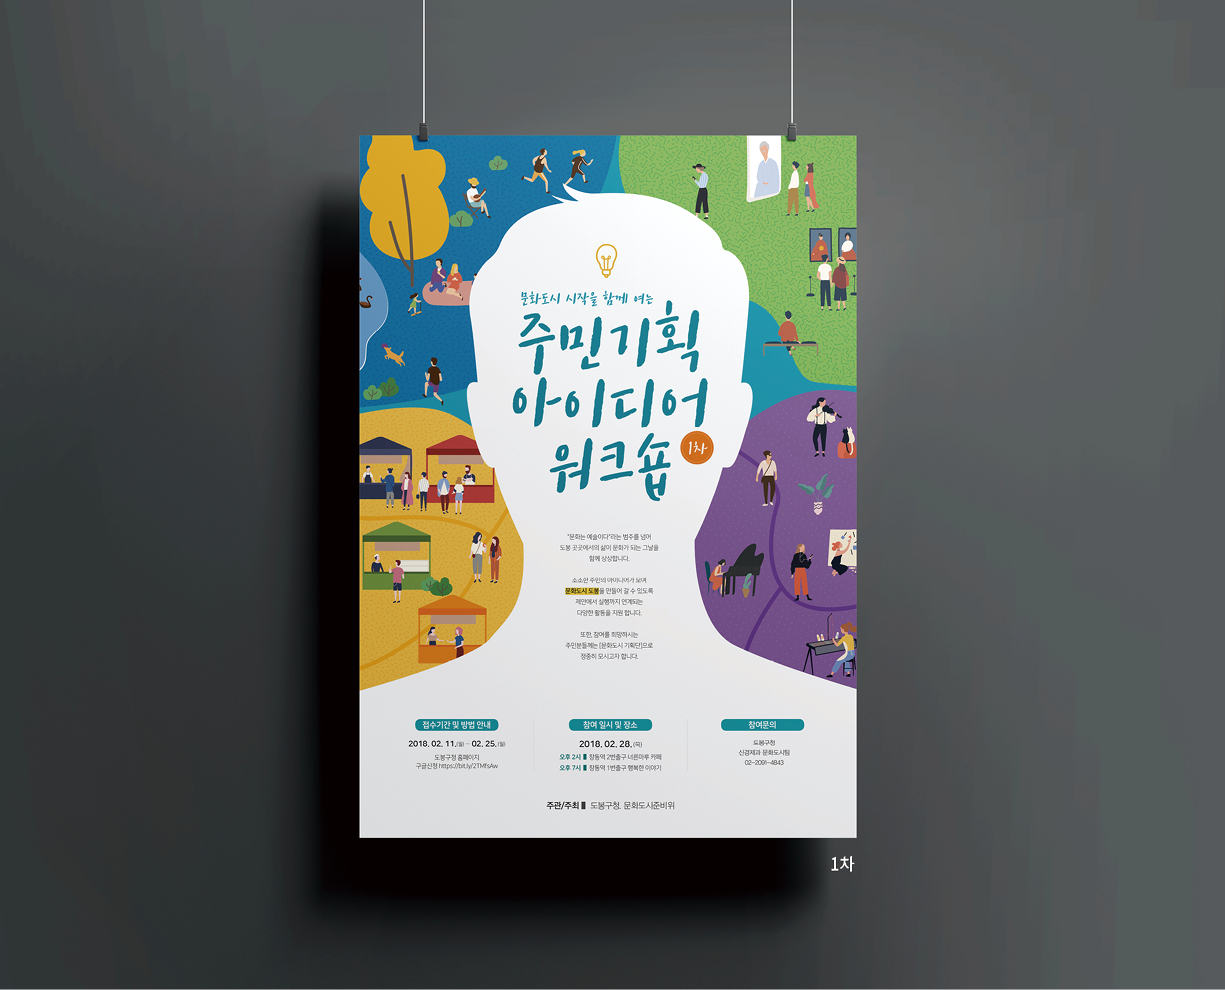 문화도시 시작을 함께 여는
주민기획
아이디어
워크숍
1차
"문화는 예술이다"라는 범주를 넘어
도봉 곳곳에서의 삶이 문화가 되는 그날을
함께 상상합니다.
소소한 주민의 아이디어가 모여
문화도시 도봉을 만들어 갈 수 있도록
제안에서 실행까지 연계되는
다양한 활동을 지원 합니다.
또한, 참여를 희망하시는
주민분들께는 [문화도시 기획단]으로
정중히 모시고자 합니다.
접수기간 및 방법 안내
2018. 02. 11.(월) – 02. 25.(월)
도봉구청 홈페이지
구글신청 https://bit.ly/2TMfsAw
참여 일시 및 장소
2018. 02. 28.(목)
오후 2시 창동역 2번출구 너른마루 카페
오후 7시 창동역 1번출구 행복한 이야기
참여문의
도봉구청
신경제과 문화도시팀
02-2091-4843
주관/주최 도봉구청, 문화도시준비위
1차